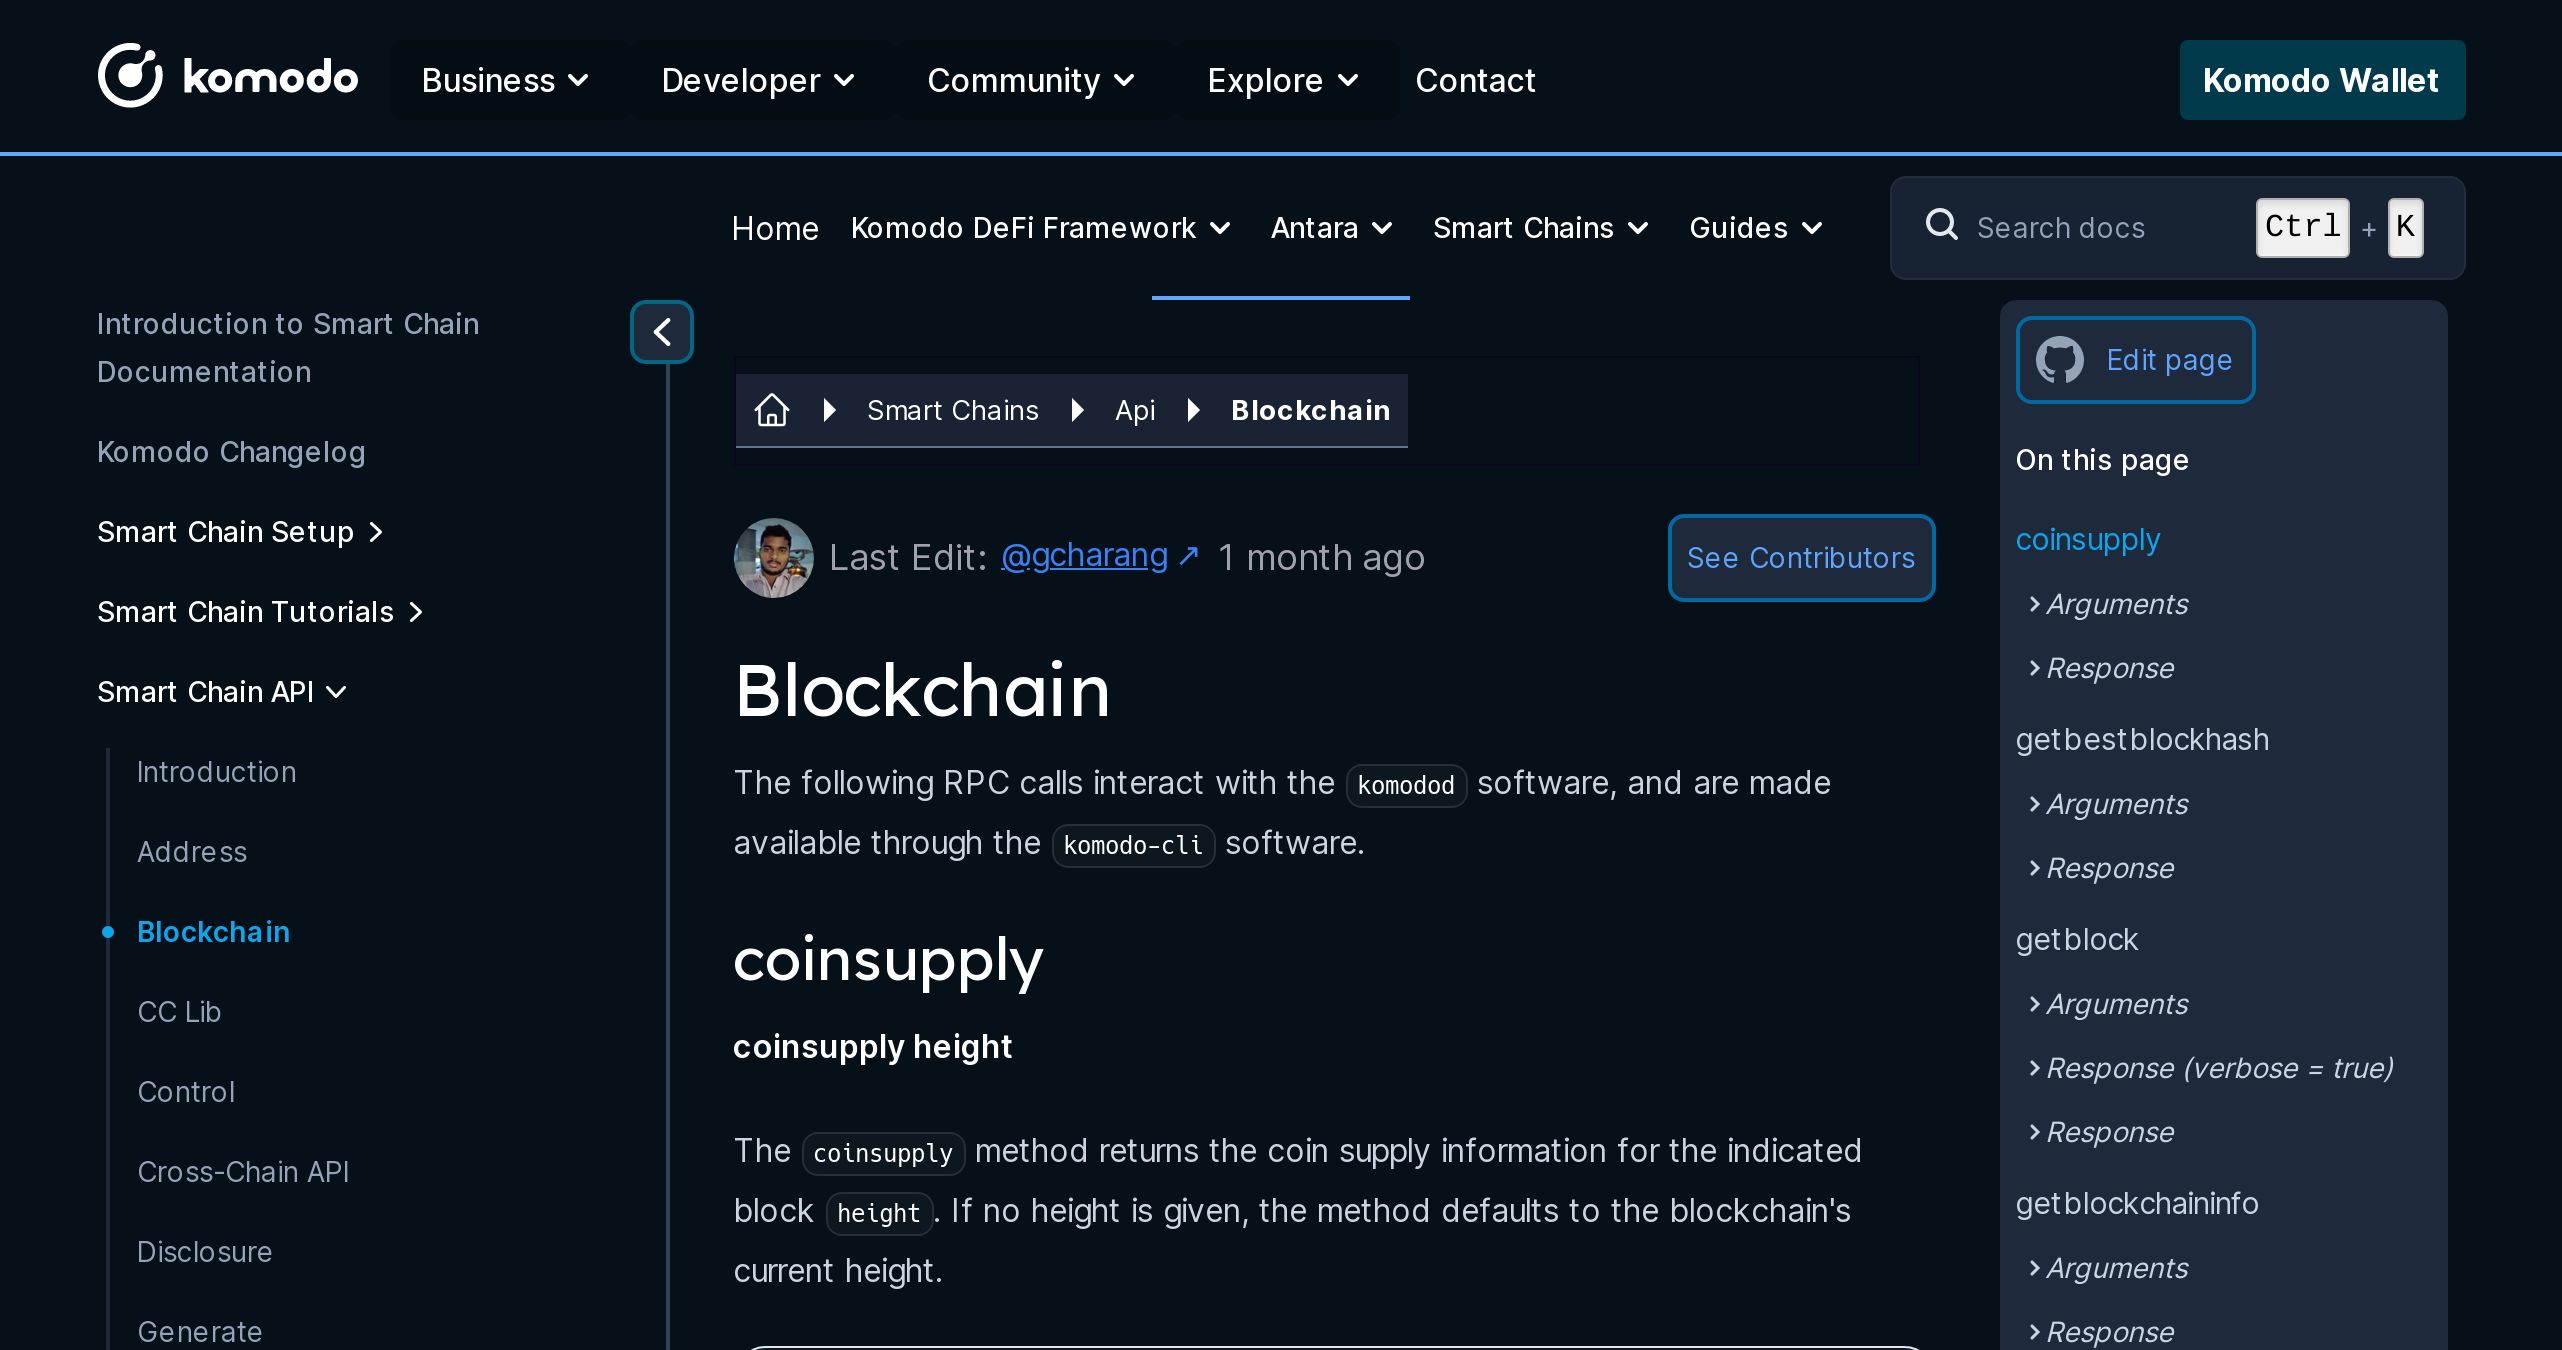 komodo
Business
Developer
Community
Explore
Contact
Komodo Wallet
Home
Komodo DeFi Framework
Antara
Smart Chains
Guides
Search docs
Ctrl + K
Introduction to Smart Chain
Documentation
Komodo Changelog
Smart Chain Setup
Smart Chain Tutorials
Smart Chain API
Introduction
Address
Blockchain
CC Lib
Control
Cross-Chain API
Disclosure
Generate
Smart Chains
Api
Blockchain
Last Edit: @gcharang ↗ 1 month ago
See Contributors
Blockchain
The following RPC calls interact with the komodod software, and are made
available through the komodo-cli software.
coinsupply
coinsupply height
The coinsupply method returns the coin supply information for the indicated
block height. If no height is given, the method defaults to the blockchain's
current height.
Edit page
On this page
coinsupply
Arguments
Response
getbestblockhash
Arguments
Response
getblock
Arguments
Response (verbose = true)
Response
getblockchaininfo
Arguments
Response